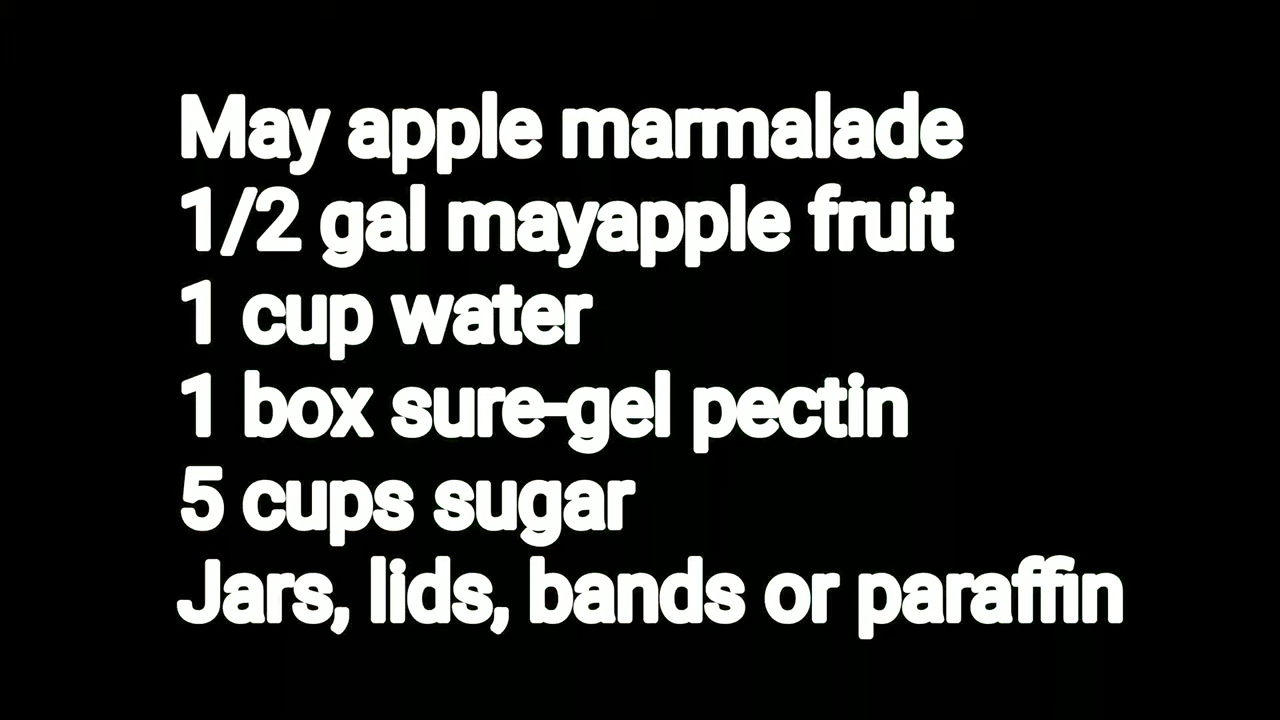 May apple marmalade
1/2 gal mayapple fruit
1 cup water
1 box sure-gel pectin
5 cups sugar
Jars, lids, bands or paraffin